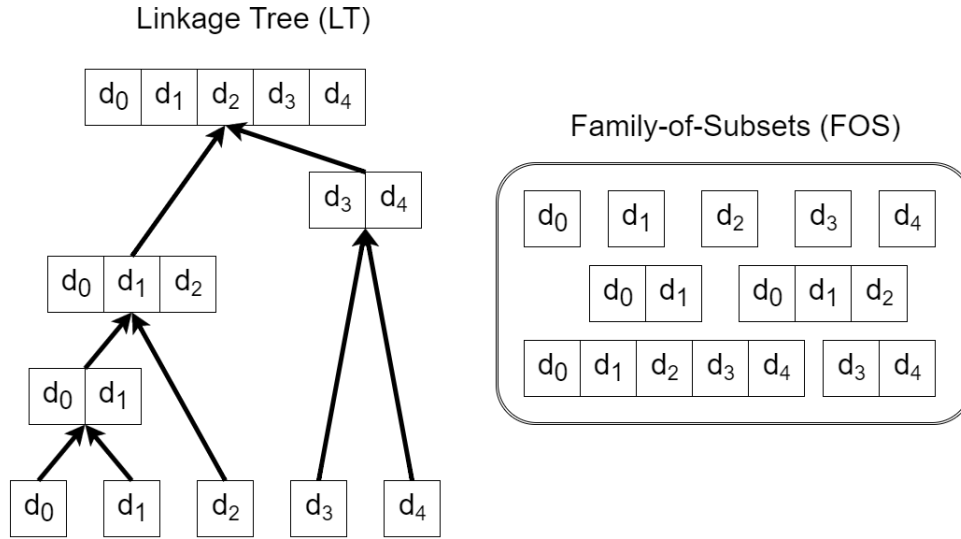 Linkage Tree (LT)
d0 d1 d2 d3 d4
d3 d4
d0 d1 d2
d0 d1
d0 d1 d2 d3 d4
Family-of-Subsets (FOS)
d0 d1 d2 d3 d4
d0 d1 d0 d1 d2
d0 d1 d2 d3 d4 d3 d4